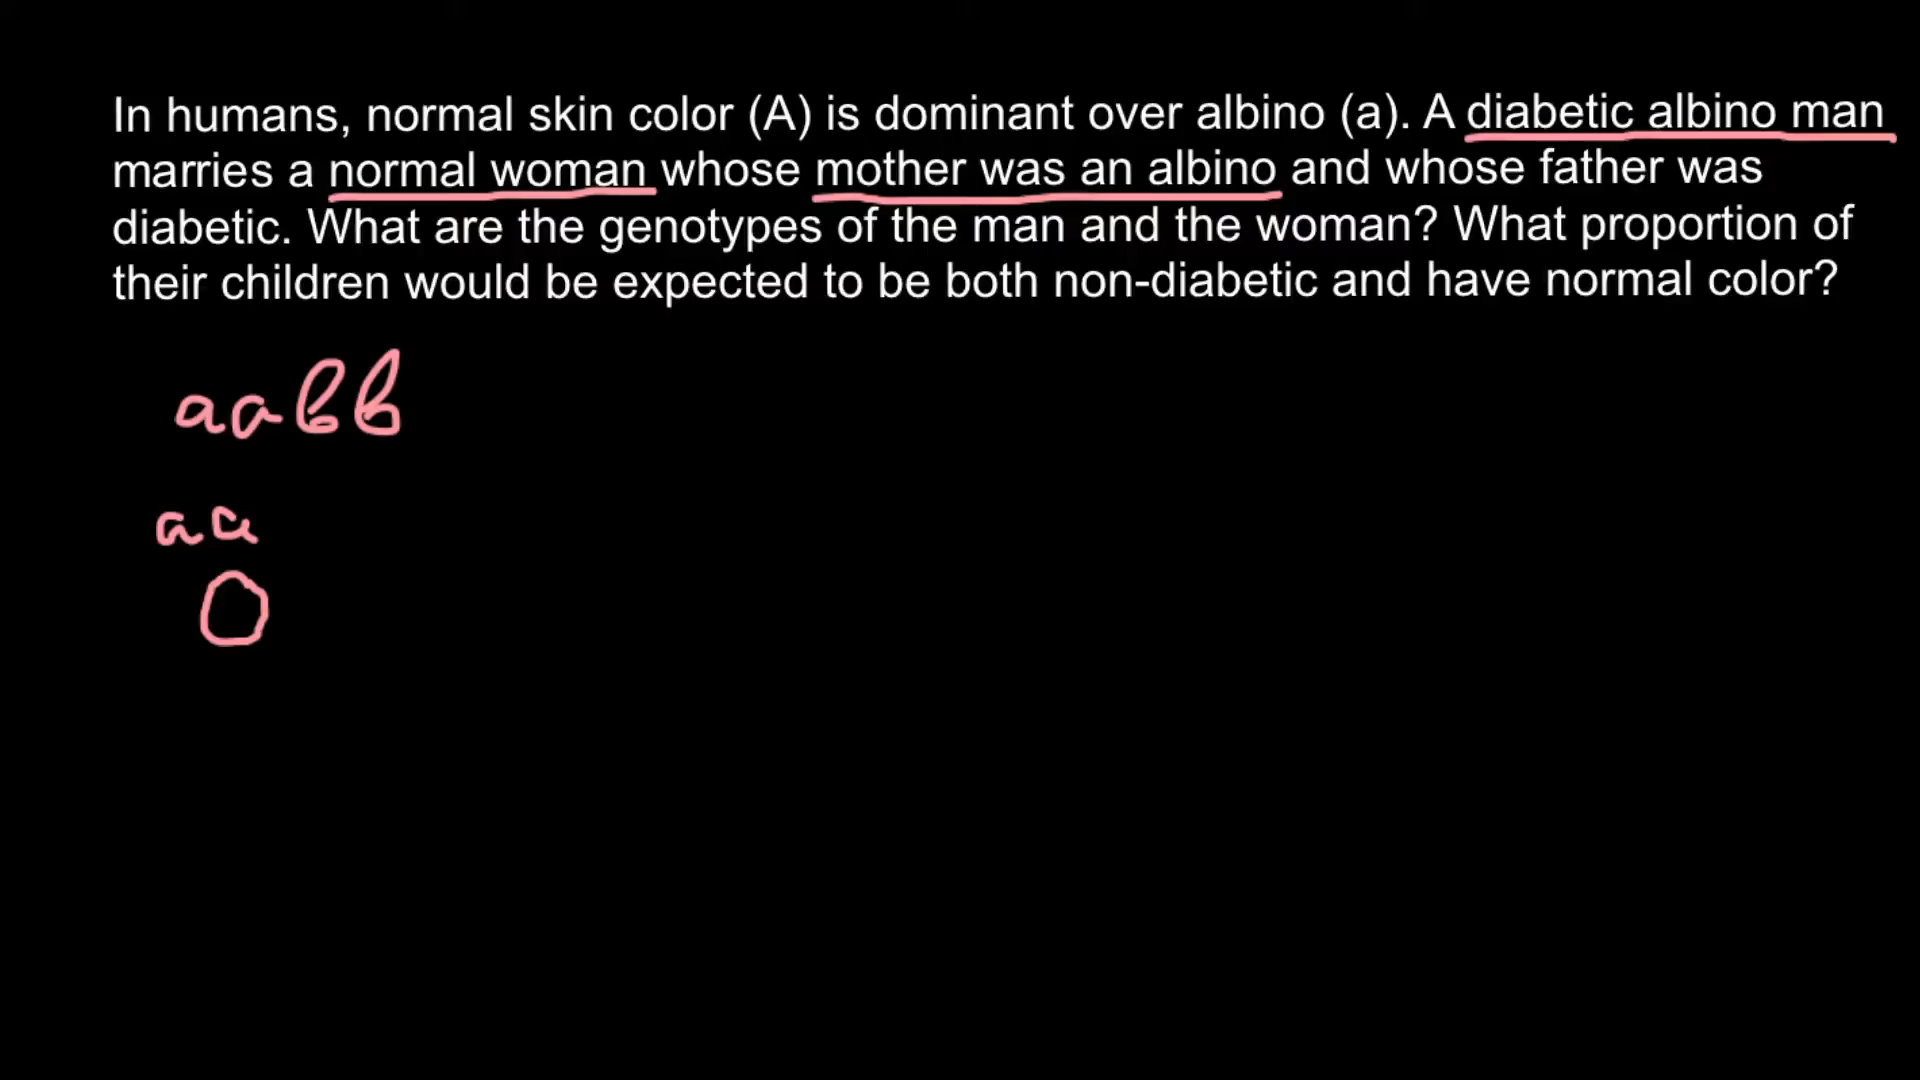 In humans, normal skin color (A) is dominant over albino (a). A diabetic albino man
marries a normal woman whose mother was an albino and whose father was
diabetic. What are the genotypes of the man and the woman? What proportion of
their children would be expected to be both non-diabetic and have normal color?
aabb
aa